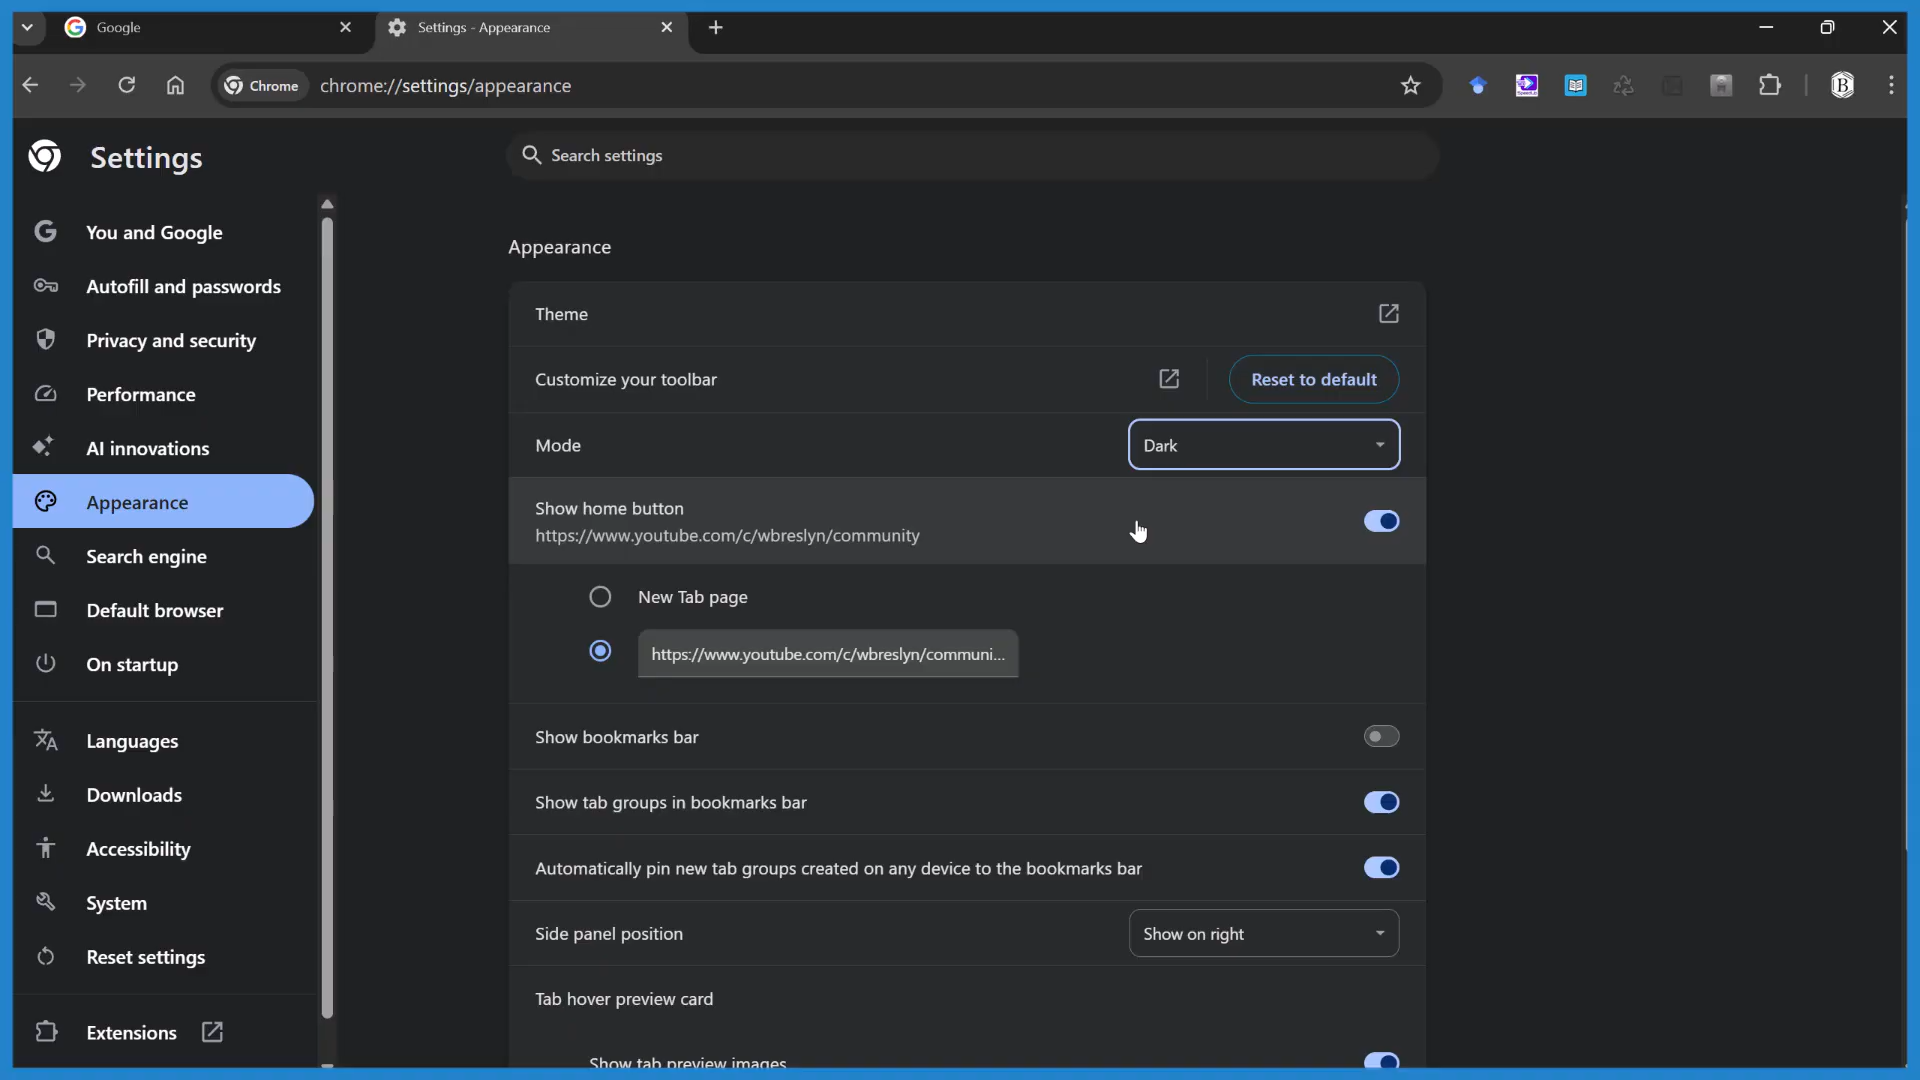 Google
Settings - Appearance
Chrome
chrome://settings/appearance
B
Settings
Search settings
You and Google
Autofill and passwords
Privacy and security
Performance
AI innovations
Appearance
Search engine
Default browser
On startup
Languages
Downloads
Accessibility
System
Reset settings
Extensions
Appearance
Theme
Customize your toolbar
Reset to default
Mode
Dark
Show home button
https://www.youtube.com/c/wbreslyn/community
New Tab page
https://www.youtube.com/c/wbreslyn/communi...
Show bookmarks bar
Show tab groups in bookmarks bar
Automatically pin new tab groups created on any device to the bookmarks bar
Side panel position
Show on right
Tab hover preview card
Show tab preview images